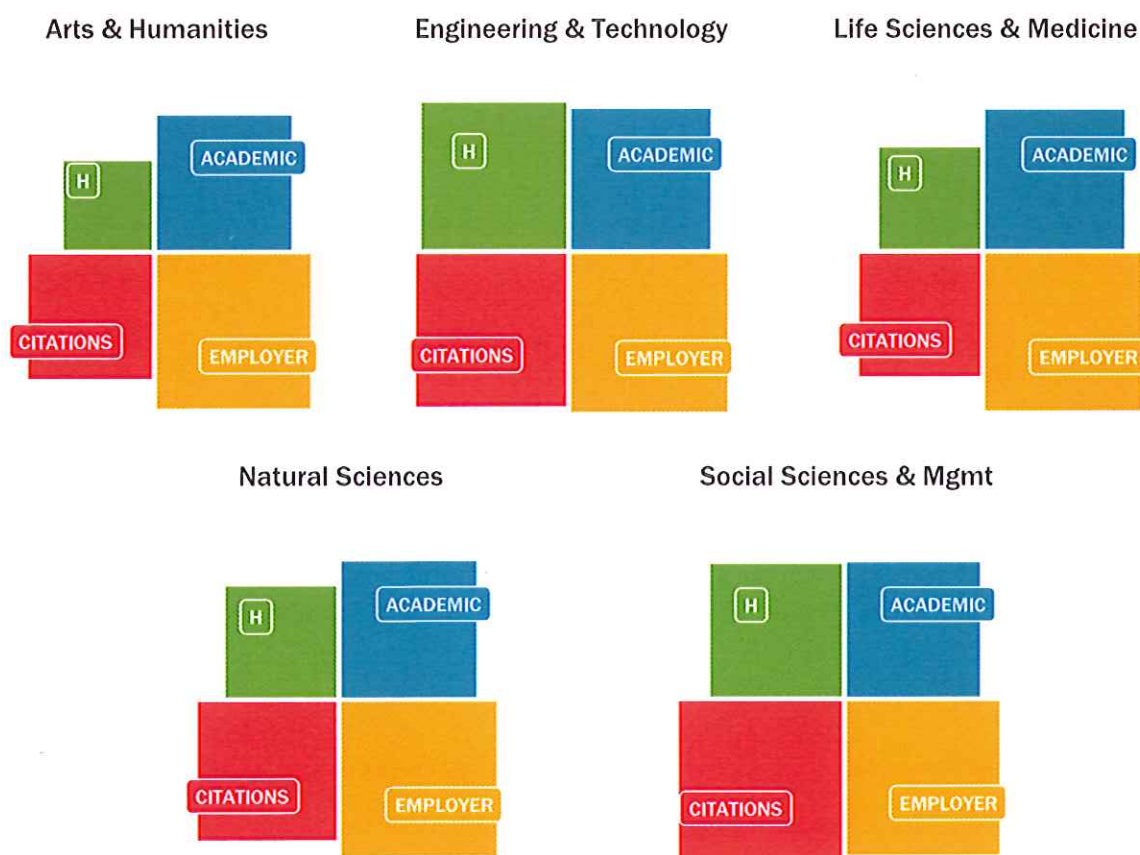 Arts & Humanities
Engineering & Technology
Life Sciences & Medicine
H
ACADEMIC
CITATIONS
EMPLOYER
H
ACADEMIC
CITATIONS
EMPLOYER
H
ACADEMIC
CITATIONS
EMPLOYER
Natural Sciences
Social Sciences & Mgmt
H
ACADEMIC
CITATIONS
EMPLOYER
H
ACADEMIC
CITATIONS
EMPLOYER